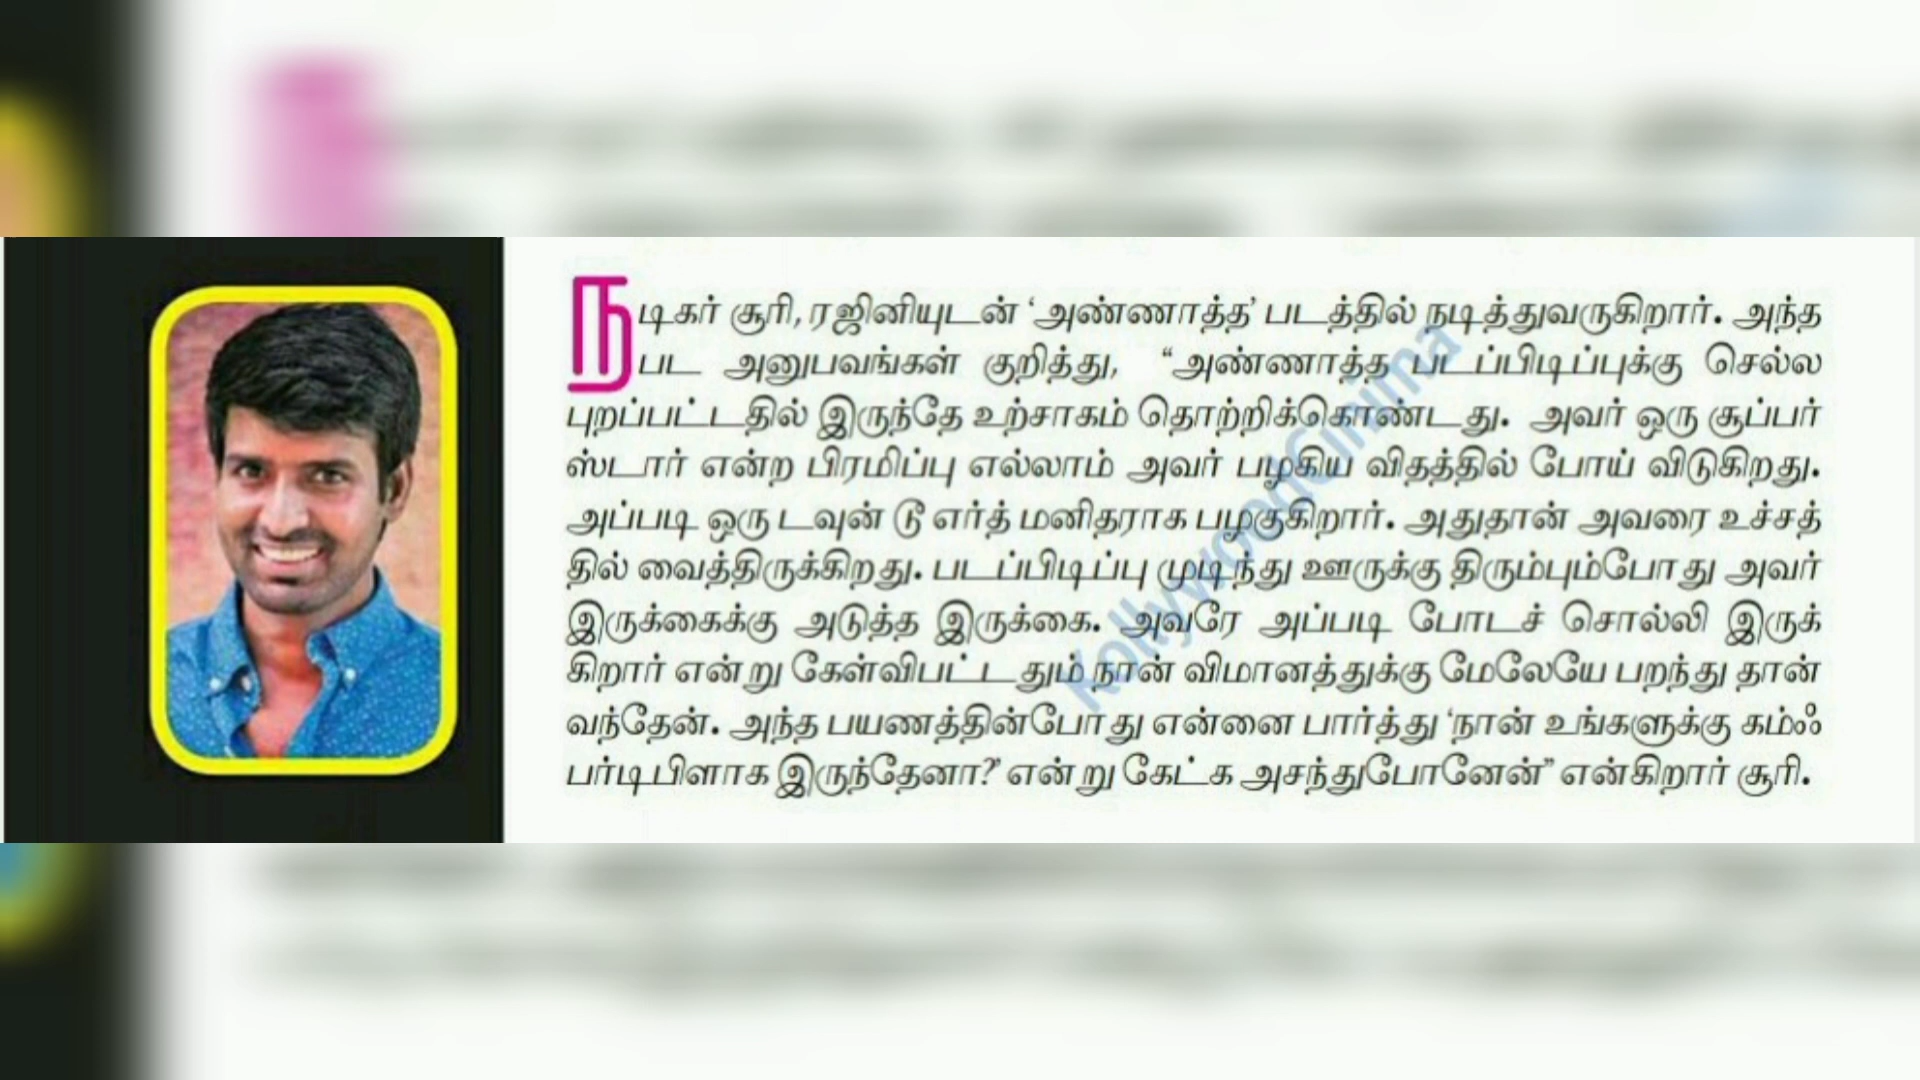 நடிகர் சூரி, ரஜினியுடன் ‘அண்ணாத்த’ படத்தில் நடித்துவருகிறார். அந்த
பட அனுபவங்கள் குறித்து, “அண்ணாத்த படப்பிடிப்புக்கு செல்ல
புறப்பட்டதில் இருந்தே உற்சாகம் தொற்றிக்கொண்டது. அவர் ஒரு சூப்பர்
ஸ்டார் என்ற பிரமிப்பு எல்லாம் அவர் பழகிய விதத்தில் போய் விடுகிறது.
அப்படி ஒரு டவுன் டூ எர்த் மனிதராக பழகுகிறார். அதுதான் அவரை உச்சத்
தில் வைத்திருக்கிறது. படப்பிடிப்பு முடிந்து ஊருக்கு திரும்பும்போது அவர்
இருக்கைக்கு அடுத்த இருக்கை. அவரே அப்படி போடச் சொல்லி இருக்
கிறார் என்று கேள்விபட்டதும் நான் விமானத்துக்கு மேலேயே பறந்து தான்
வந்தேன். அந்த பயணத்தின்போது என்னை பார்த்து ‘நான் உங்களுக்கு கம்ஃ
பர்டிபிளாக இருந்தேனா?’ என்று கேட்க அசந்துபோனேன்” என்கிறார் சூரி.
KollywoodCinima